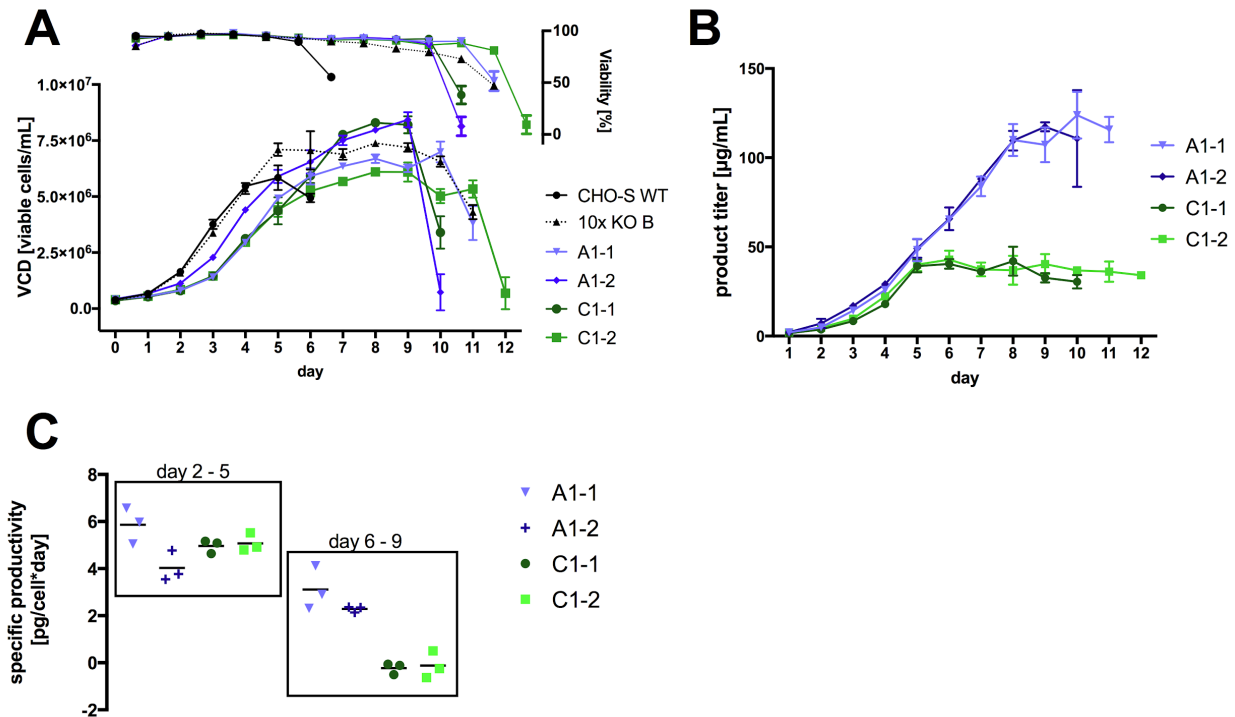 A
100
50
0
Viability [%]
1.0×10⁷
7.5×10⁶
5.0×10⁶
2.5×10⁶
0.0
VCD [viable cells/mL]
0 1 2 3 4 5 6 7 8 9 10 11 12
day
CHO-S WT
10x KO B
A1-1
A1-2
C1-1
C1-2
B
150
100
50
0
product titer [µg/mL]
1 2 3 4 5 6 7 8 9 10 11 12
day
A1-1
A1-2
C1-1
C1-2
C
8
6
4
2
0
-2
specific productivity
[pg/cell*day]
day 2 - 5
day 6 - 9
A1-1
A1-2
C1-1
C1-2